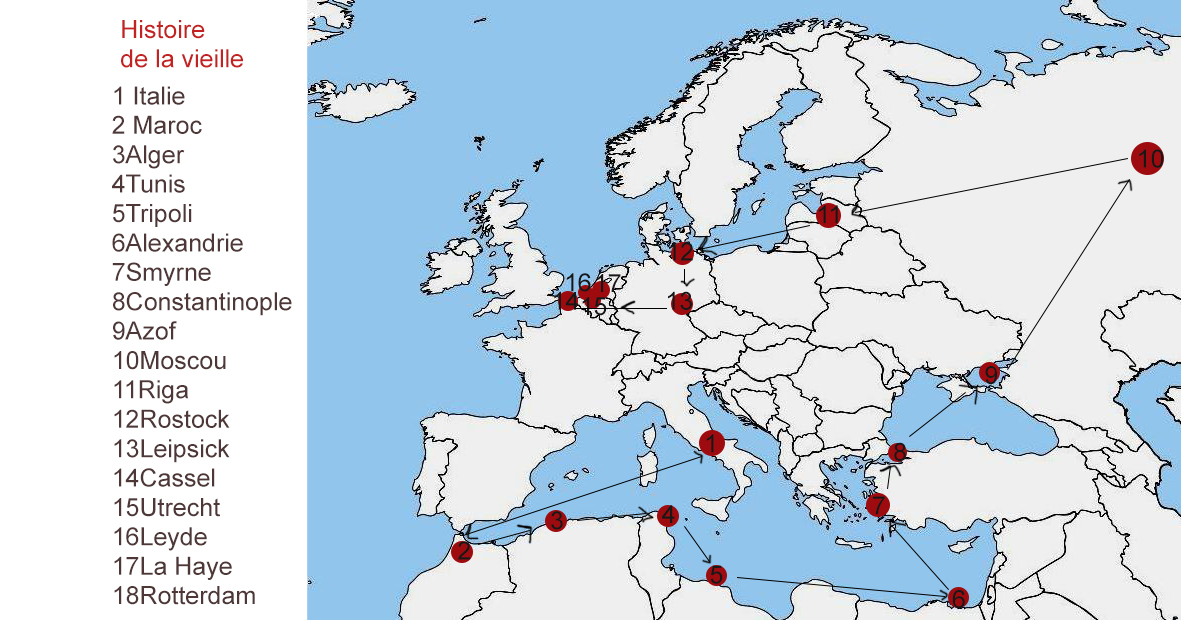 Histoire
de la vieille
1 Italie
2 Maroc
3Alger
4Tunis
5Tripoli
6Alexandrie
7Smyrne
8Constantinople
9Azof
10Moscou
11Riga
12Rostock
13Leipsick
14Cassel
15Utrecht
16Leyde
17La Haye
18Rotterdam
10
11
12
16 17
14 15
13
9
1
8
7
3
4
2
5
6